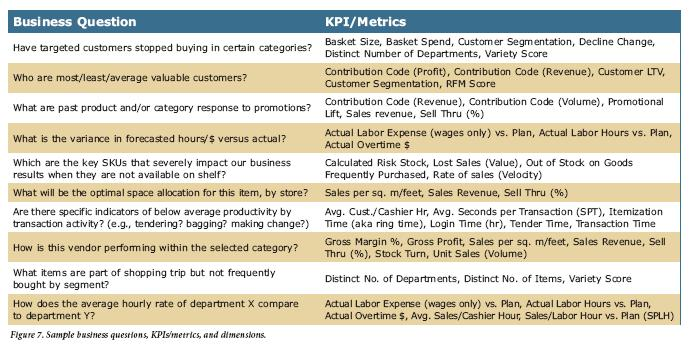 Business Question
KPI/Metrics
Have targeted customers stopped buying in certain categories?
Basket Size, Basket Spend, Customer Segmentation, Decline Change,
Distinct Number of Departments, Variety Score
Who are most/least/average valuable customers?
Contribution Code (Profit), Contribution Code (Revenue), Customer LTV,
Customer Segmentation, RFM Score
What are past product and/or category response to promotions?
Contribution Code (Revenue), Contribution Code (Volume), Promotional
Lift, Sales revenue, Sell Thru (%)
What is the variance in forecasted hours/$ versus actual?
Actual Labor Expense (wages only) vs. Plan, Actual Labor Hours vs. Plan,
Actual Overtime $
Which are the key SKUs that severely impact our business
results when they are not available on shelf?
Calculated Risk Stock, Lost Sales (Value), Out of Stock on Goods
Frequently Purchased, Rate of sales (Velocity)
What will be the optimal space allocation for this item, by store?
Sales per sq. m/feet, Sales Revenue, Sell Thru (%)
Are there specific indicators of below average productivity by
transaction activity? (e.g., tendering? bagging? making change?)
Avg. Cust./Cashier Hr, Avg. Seconds per Transaction (SPT), Itemization
Time (aka ring time), Login Time (hr), Tender Time, Transaction Time
How is this vendor performing within the selected category?
Gross Margin %, Gross Profit, Sales per sq. m/feet, Sales Revenue, Sell
Thru (%), Stock Turn, Unit Sales (Volume)
What items are part of shopping trip but not frequently
bought by segment?
Distinct No. of Departments, Distinct No. of Items, Variety Score
How does the average hourly rate of department X compare
to department Y?
Actual Labor Expense (wages only) vs. Plan, Actual Labor Hours vs. Plan,
Actual Overtime $, Avg. Sales/Cashier Hour, Sales/Labor Hour vs. Plan (SPLH)
Figure 7. Sample business questions, KPIs/metrics, and dimensions.